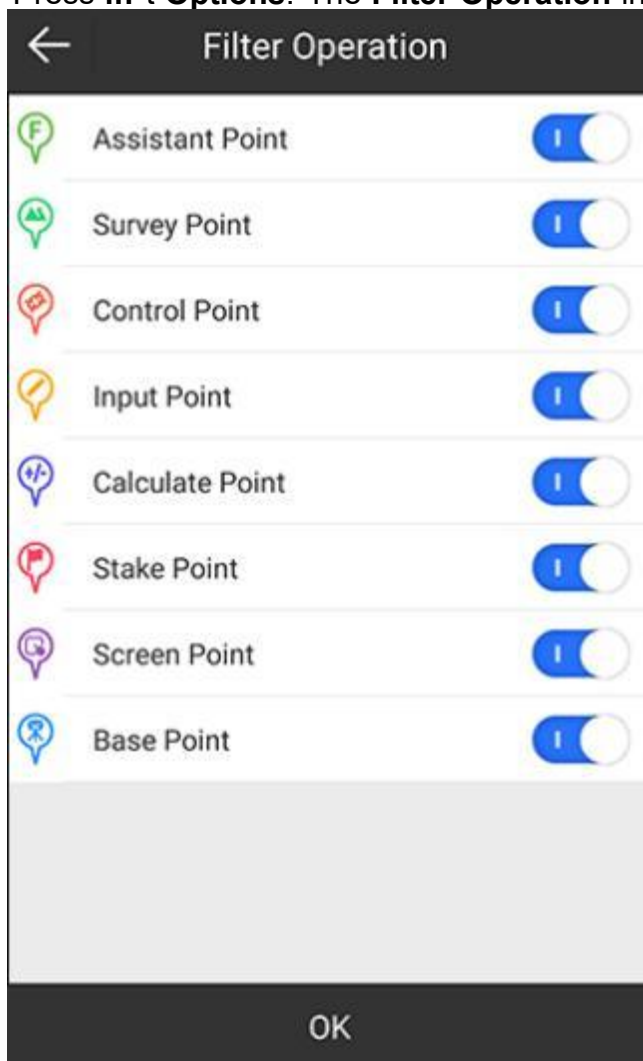 Filter Operation
Assistant Point
Survey Point
Control Point
Input Point
Calculate Point
Stake Point
Screen Point
Base Point
OK